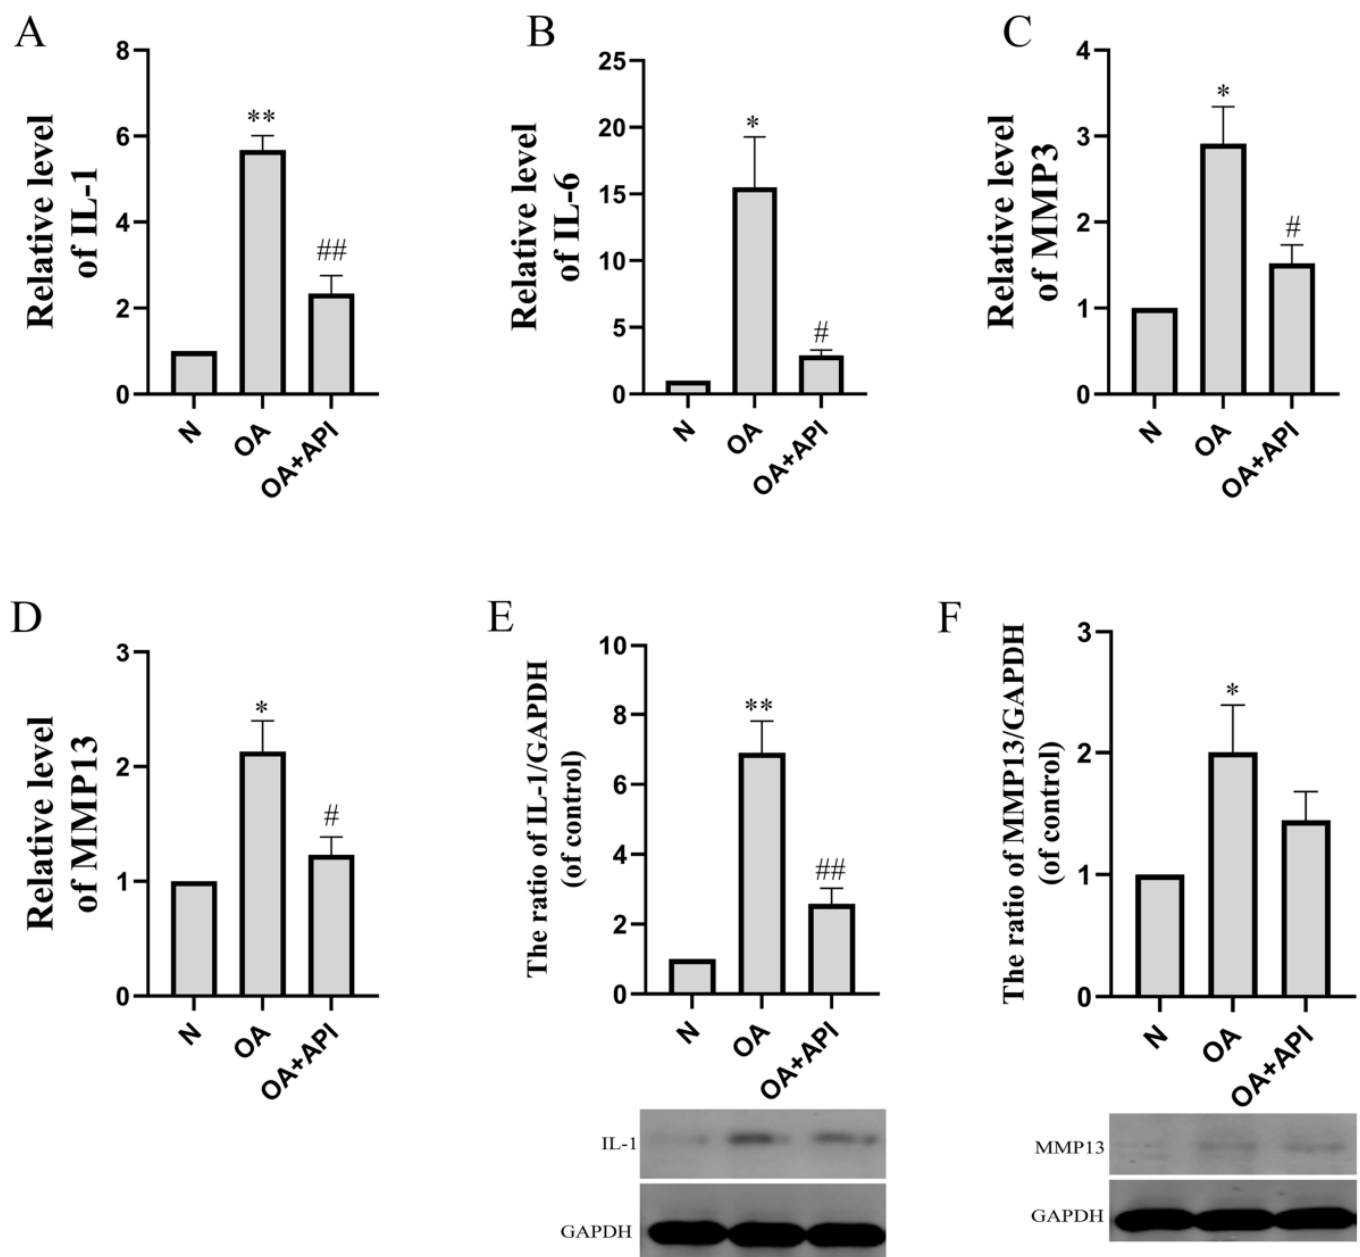 A
Relative level
of IL-1
8
6
4
2
0
**
##
N
OA
OA+API
B
Relative level
of IL-6
25
20
15
10
5
0
*
#
N
OA
OA+API
C
Relative level
of MMP3
4
3
2
1
0
*
#
N
OA
OA+API
D
Relative level
of MMP13
3
2
1
0
*
#
N
OA
OA+API
E
The ratio of IL-1/GAPDH
(of control)
10
8
6
4
2
0
**
##
N
OA
OA+API
IL-1
GAPDH
F
The ratio of MMP13/GAPDH
(of control)
3
2
1
0
*
N
OA
OA+API
MMP13
GAPDH